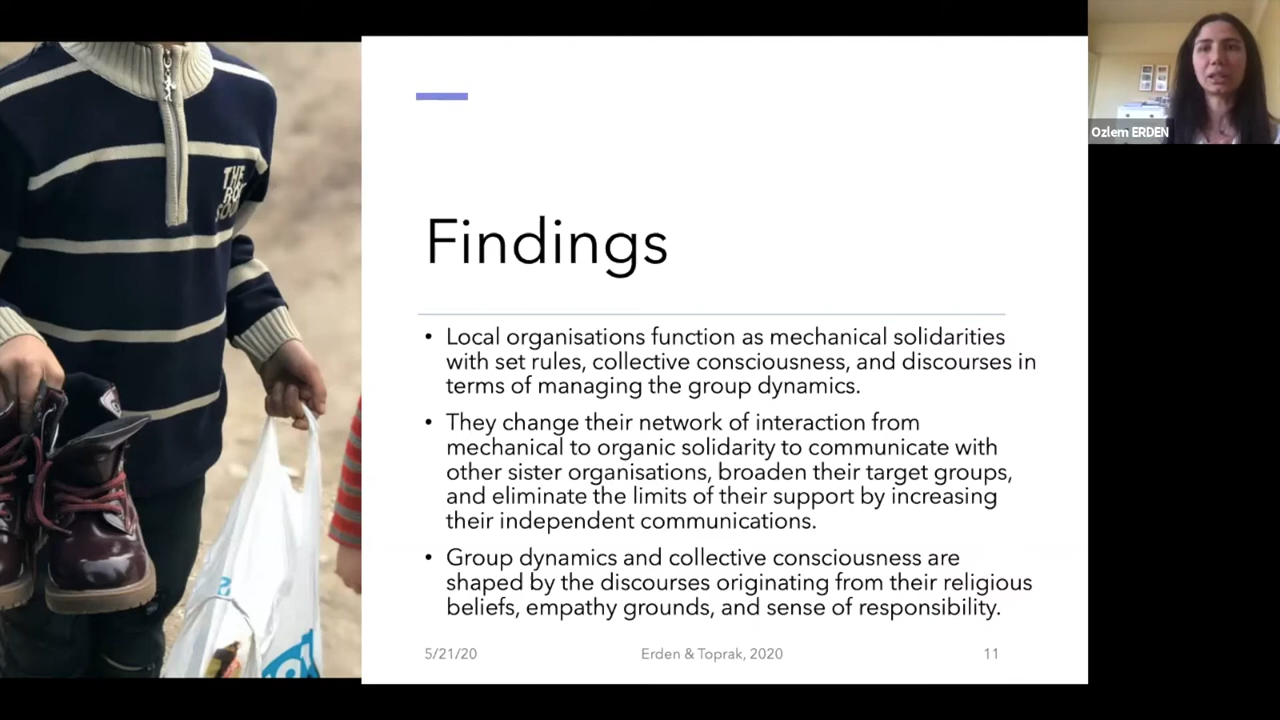 THE
Ozlem ERDEN
Findings
• Local organisations function as mechanical solidarities
with set rules, collective consciousness, and discourses in
terms of managing the group dynamics.
• They change their network of interaction from
mechanical to organic solidarity to communicate with
other sister organisations, broaden their target groups,
and eliminate the limits of their support by increasing
their independent communications.
• Group dynamics and collective consciousness are
shaped by the discourses originating from their religious
beliefs, empathy grounds, and sense of responsibility.
5/21/20 Erden & Toprak, 2020 11